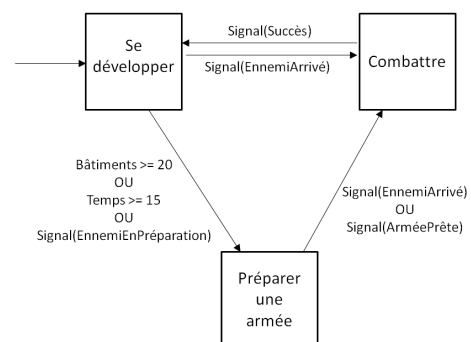 Signal(Succès)
Se
développer
Combattre
Signal(EnnemiArrivé)
Bâtiments >= 20
OU
Temps >= 15
OU
Signal(EnnemiEnPréparation)
Signal(EnnemiArrivé)
OU
Signal(ArméePrête)
Préparer
une
armée